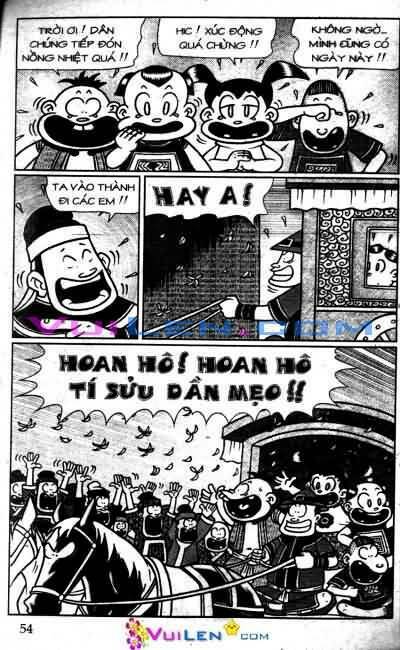 TRỜI ƠI! DÂN
CHÚNG TIẾP ĐÓN
NỒNG NHIỆT QUÁ!!
HIC! XÚC ĐỘNG
QUÁ CHỪNG!!
KHÔNG NGỜ...
MÌNH CŨNG CÓ
NGÀY NÀY!!
TA VÀO THÀNH
ĐI CÁC EM!!
HAY A!
VUILEN.COM
HOAN HÔ! HOAN HÔ
TÍ SỬU DẦN MẸO!!
54
VUILEN.COM